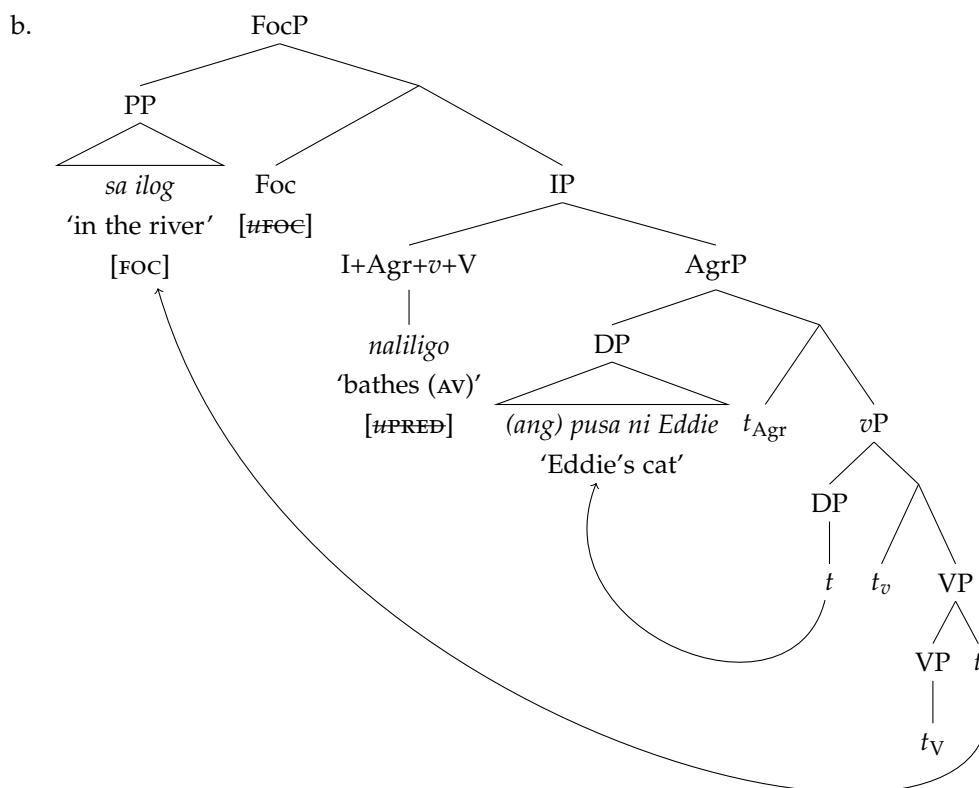 b.
FocP
PP
sa ilog
‘in the river’
[FOC]
Foc
[uFOC]
IP
I+Agr+v+V
naliligo
‘bathes (AV)’
[uPRED]
AgrP
DP
(ang) pusa ni Eddie
‘Eddie’s cat’
tAgr
vP
DP
t
tv
VP
VP
t
tV